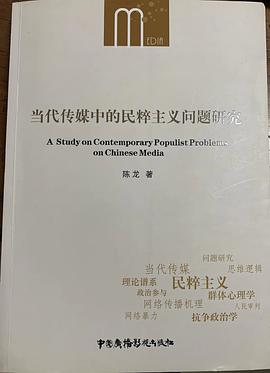 M
EDIA
当代传媒中的民粹主义问题研究
A Study on Contemporary Populist Problems
on Chinese Media
陈龙 著
问题研究
当代传媒 思维逻辑
理论谱系 民粹主义
政治参与 群体心理学
网络传播机理 人民审判
网络暴力 抗争政治学
中国广播影视出版社